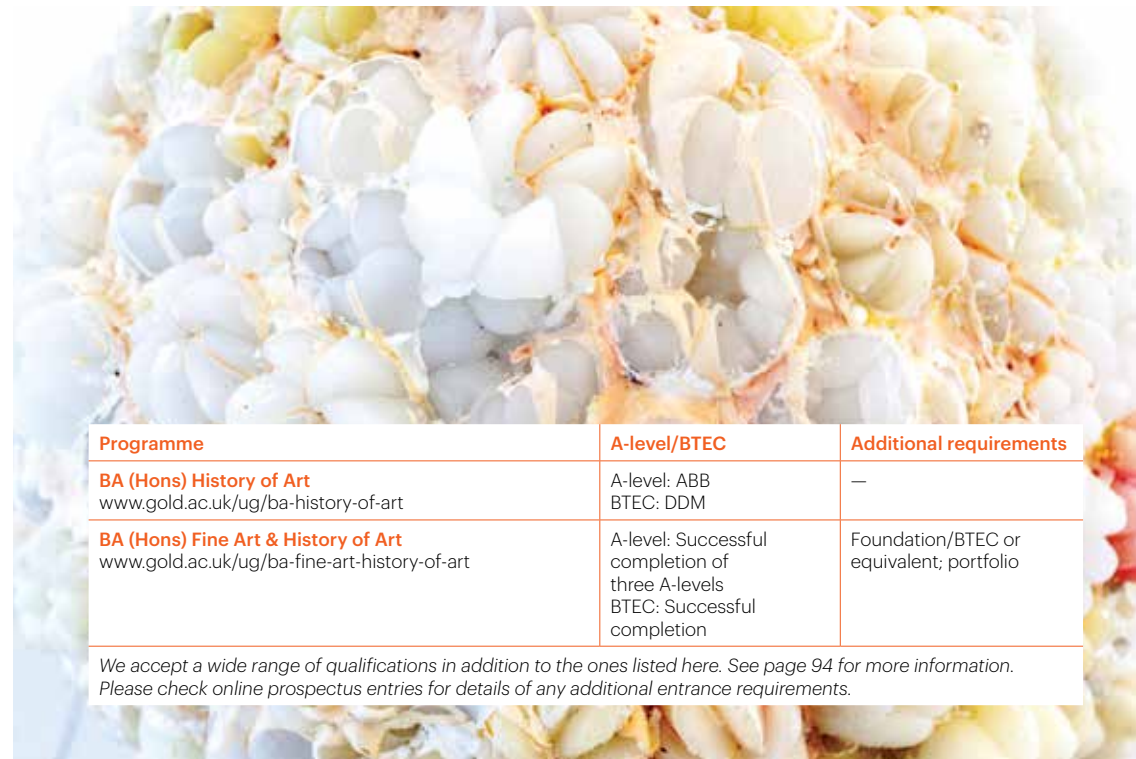 Programme
A-level/BTEC
Additional requirements
BA (Hons) History of Art
www.gold.ac.uk/ug/ba-history-of-art
A-level: ABB
BTEC: DDM
—
BA (Hons) Fine Art & History of Art
www.gold.ac.uk/ug/ba-fine-art-history-of-art
A-level: Successful
completion of
three A-levels
BTEC: Successful
completion
Foundation/BTEC or
equivalent; portfolio
We accept a wide range of qualifications in addition to the ones listed here. See page 94 for more information.
Please check online prospectus entries for details of any additional entrance requirements.